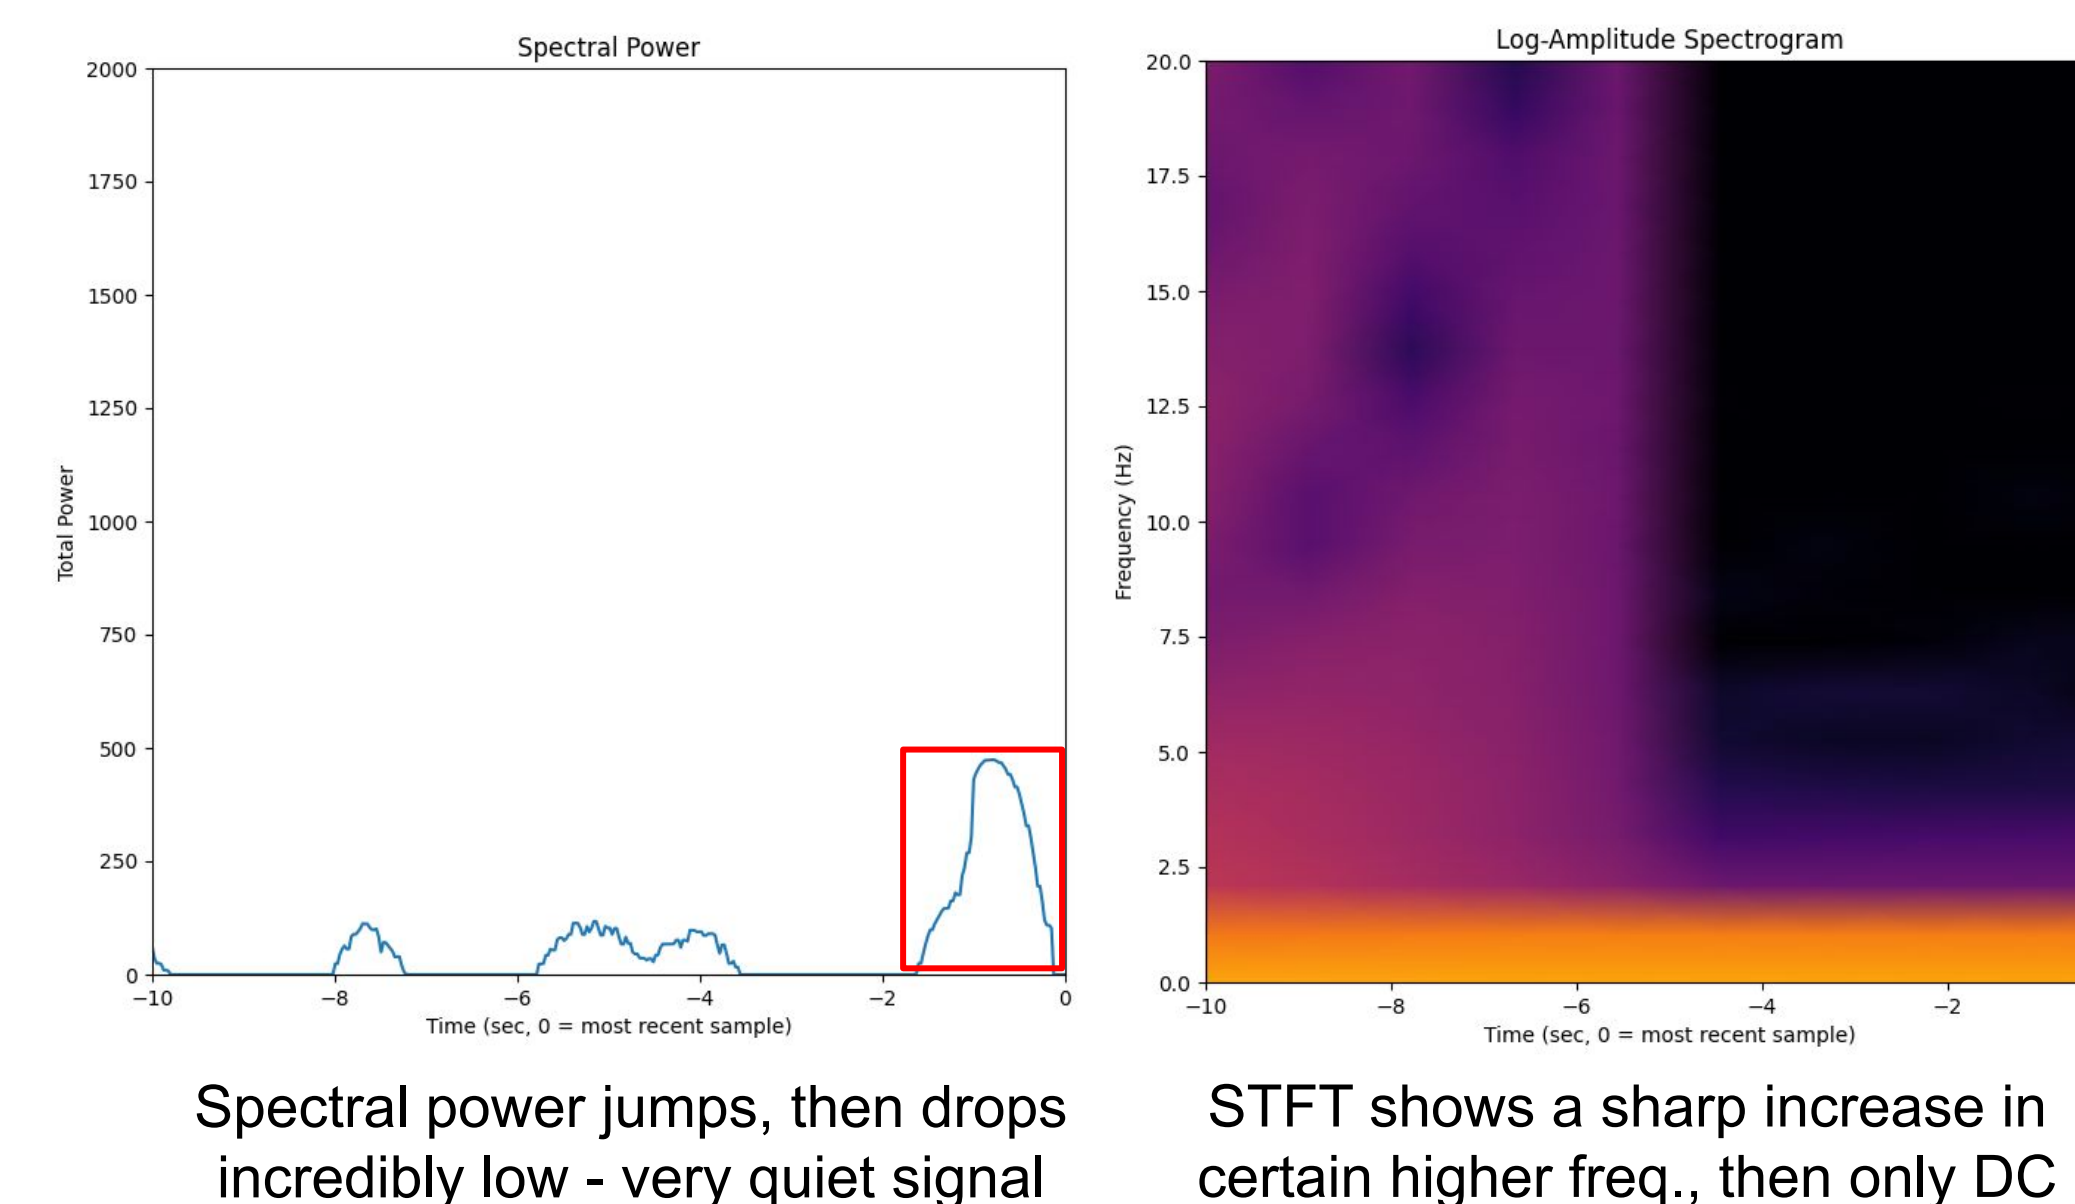 Spectral Power
2000
1750
1500
1250
1000
750
500
250
0
Total Power
−10 −8 −6 −4 −2 0
Time (sec, 0 = most recent sample)
Log-Amplitude Spectrogram
20.0
17.5
15.0
12.5
10.0
7.5
5.0
2.5
0.0
Frequency (Hz)
−10 −8 −6 −4 −2
Time (sec, 0 = most recent sample)
Spectral power jumps, then drops
incredibly low - very quiet signal
STFT shows a sharp increase in
certain higher freq., then only DC